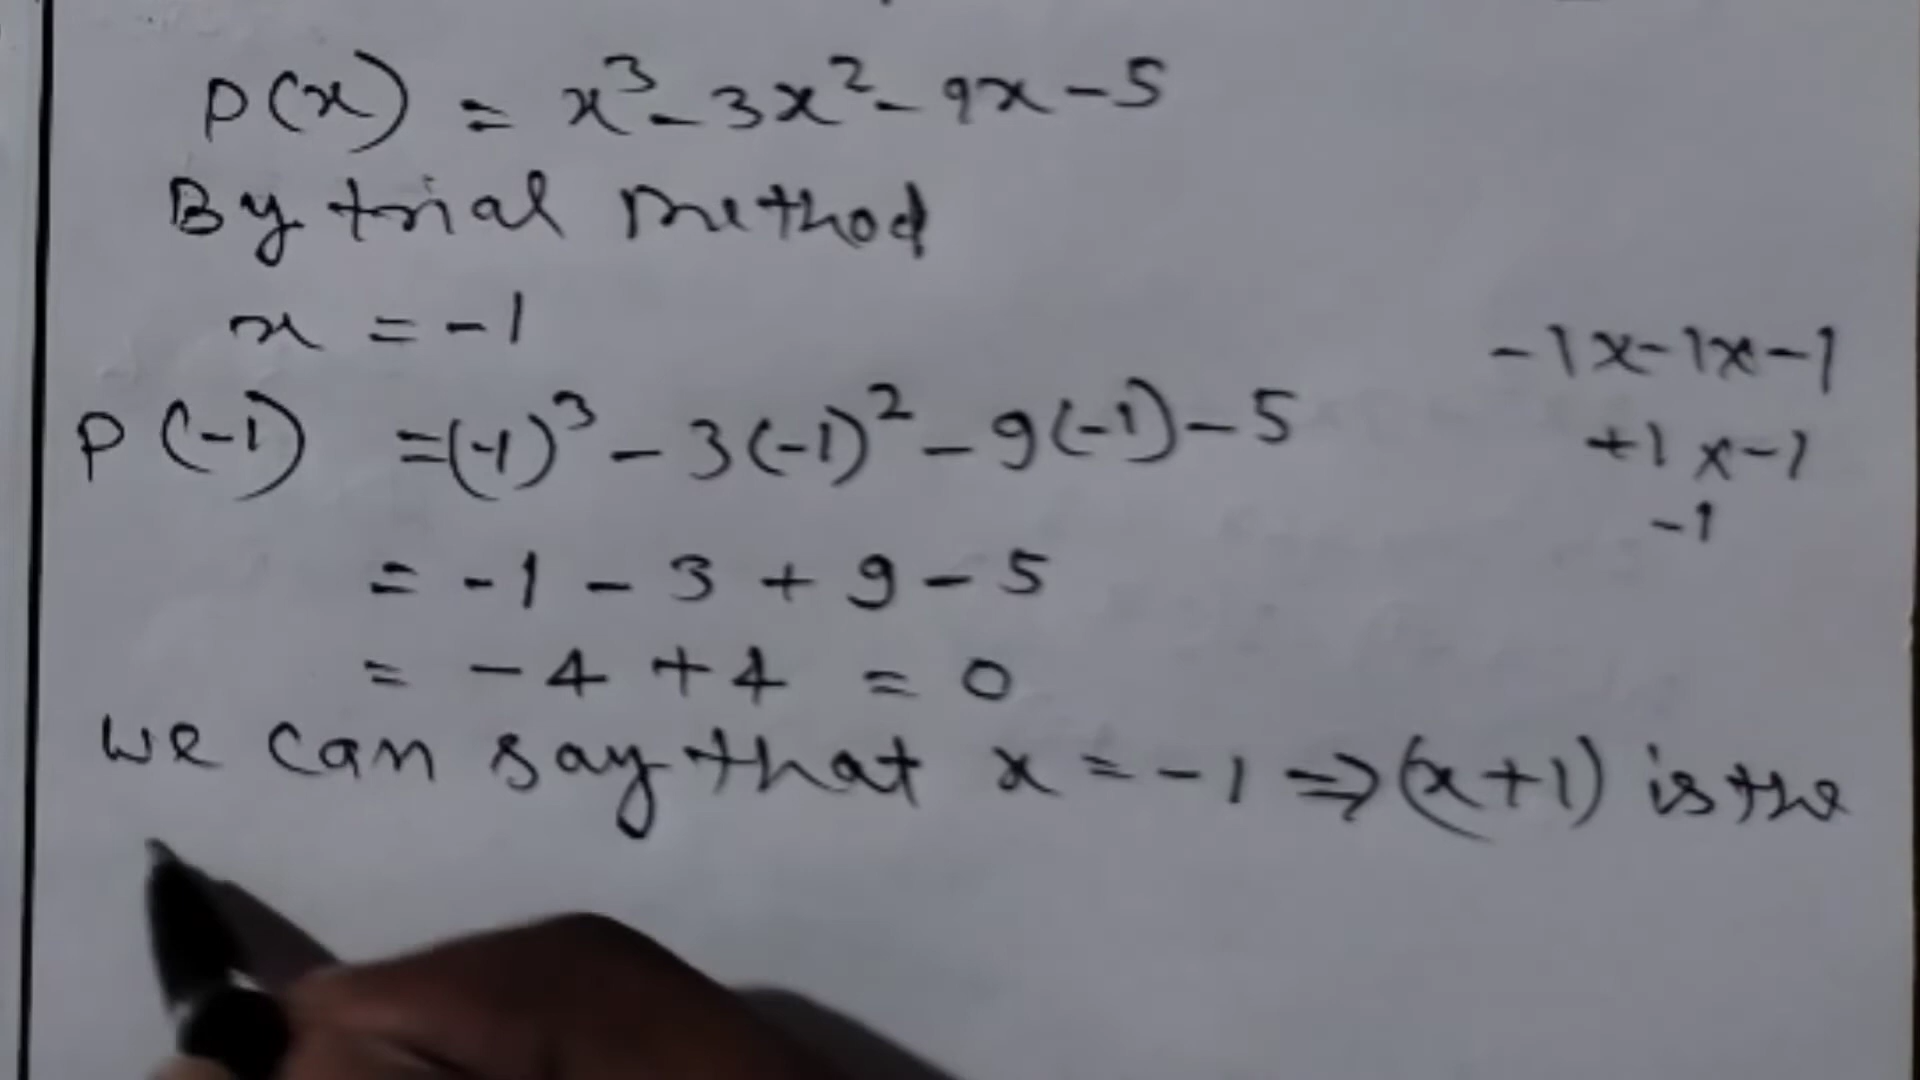 P(x) = x³ - 3x² - 9x - 5
By trial method
x = -1
P(-1) = (-1)³ - 3(-1)² - 9(-1) - 5
= -1 - 3 + 9 - 5
= -4 + 4 = 0
we can say that x = -1 ⇒ (x+1) is the
-1x-1x-1
+1x-1
-1